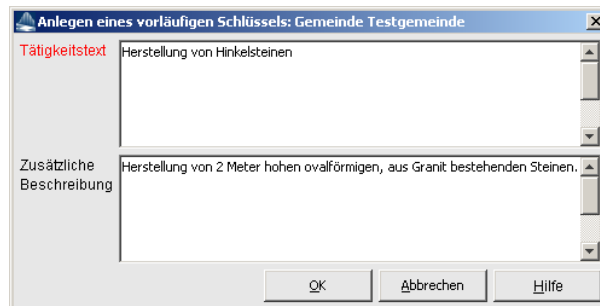 Anlegen eines vorläufigen Schlüssels: Gemeinde Testgemeinde
Tätigkeitstext
Herstellung von Hinkelsteinen
Zusätzliche
Beschreibung
Herstellung von 2 Meter hohen ovalförmigen, aus Granit bestehenden Steinen.
OK
Abbrechen
Hilfe